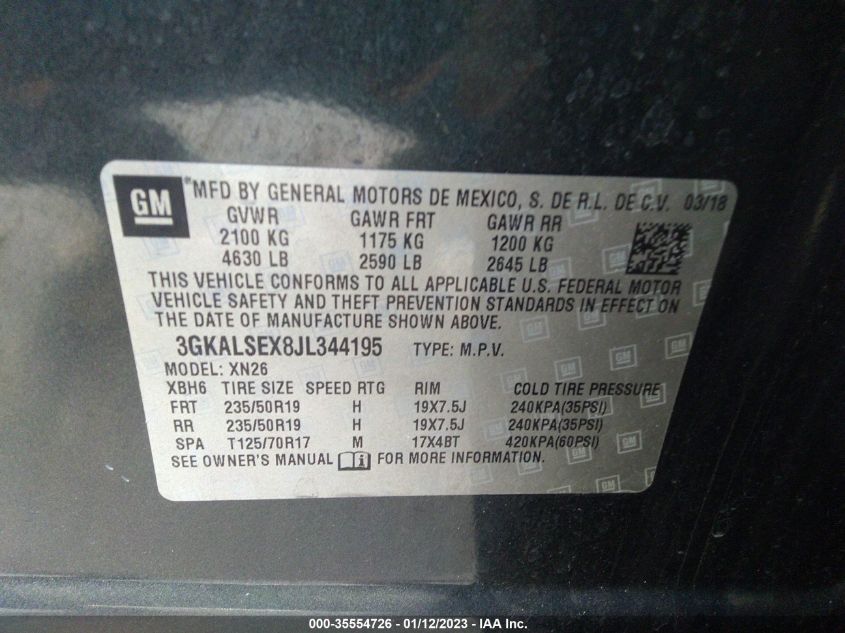 GM *MFD BY GENERAL MOTORS DE MEXICO, S. DE R.L. DE C.V. 03/18
GVWR GAWR FRT GAWR RR
2100 KG 1175 KG 1200 KG
4630 LB 2590 LB 2645 LB
THIS VEHICLE CONFORMS TO ALL APPLICABLE U.S. FEDERAL MOTOR
VEHICLE SAFETY AND THEFT PREVENTION STANDARDS IN EFFECT ON
THE DATE OF MANUFACTURE SHOWN ABOVE.
3GKALSEX8JL344195 TYPE: M.P.V.
MODEL: XN26
XBH6 TIRE SIZE SPEED RTG RIM COLD TIRE PRESSURE
FRT 235/50R19 H 19X7.5J 240KPA(35PSI)
RR 235/50R19 H 19X7.5J 240KPA(35PSI)
SPA T125/70R17 M 17X4BT 420KPA(60PSI)
SEE OWNER'S MANUAL i FOR MORE INFORMATION.
000-35554726 - 01/12/2023 - IAA Inc.